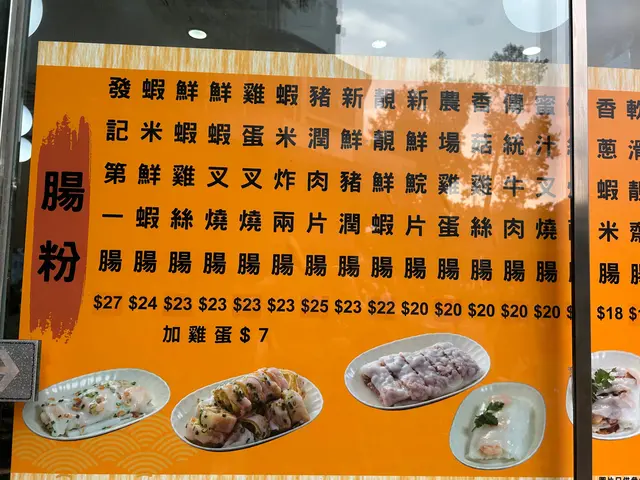 腸粉
發記第一腸 $27
蝦米鮮蝦腸 $24
鮮蝦雞絲腸 $23
鮮蝦叉燒腸 $23
雞蛋叉燒腸 $23
蝦米炸兩腸 $23
豬潤肉片腸 $25
新鮮豬潤腸 $23
靚靚鮮蝦腸 $22
新鮮鯇片腸 $20
農場雞蛋腸 $20
香菇雞絲腸 $20
傳統牛肉腸 $20
蜜汁叉燒腸 $20
香蔥蝦米腸 $18
加雞蛋$7